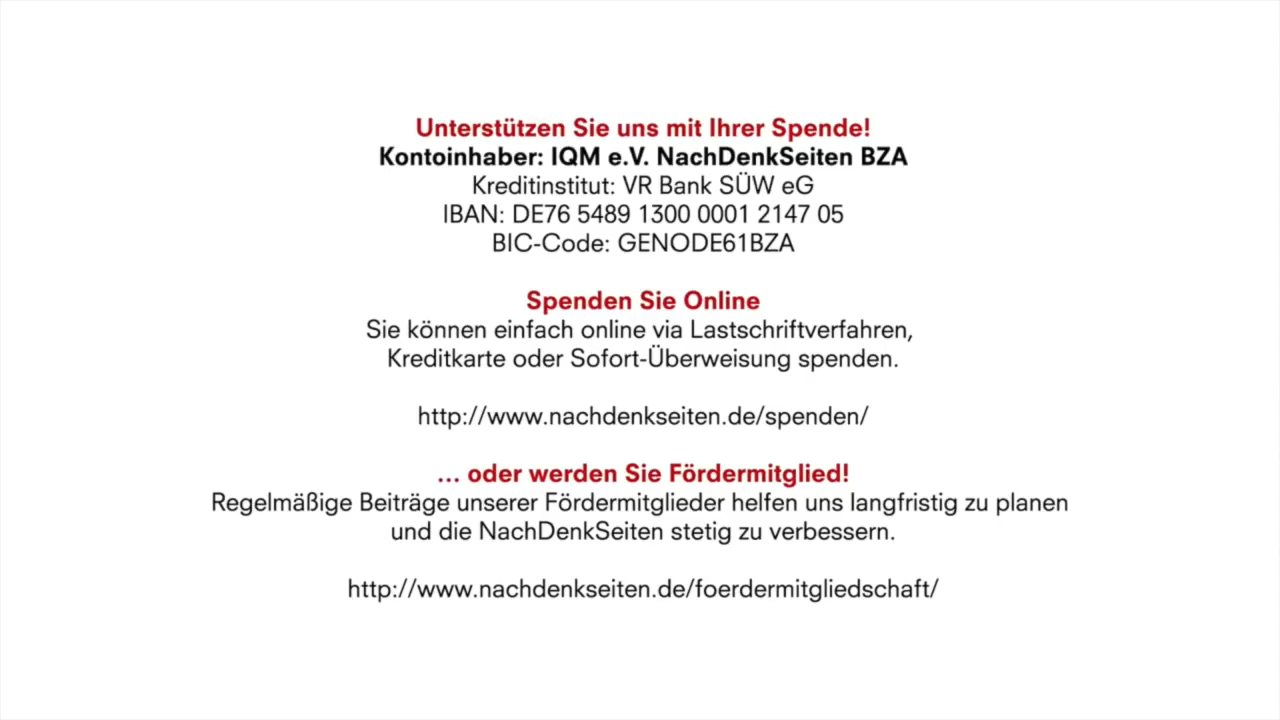 Unterstützen Sie uns mit Ihrer Spende!
Kontoinhaber: IQM e.V. NachDenkSeiten BZA
Kreditinstitut: VR Bank SÜW eG
IBAN: DE76 5489 1300 0001 2147 05
BIC-Code: GENODE61BZA
Spenden Sie Online
Sie können einfach online via Lastschriftverfahren,
Kreditkarte oder Sofort-Überweisung spenden.
http://www.nachdenkseiten.de/spenden/
... oder werden Sie Fördermitglied!
Regelmäßige Beiträge unserer Fördermitglieder helfen uns langfristig zu planen
und die NachDenkSeiten stetig zu verbessern.
http://www.nachdenkseiten.de/foerdermitgliedschaft/